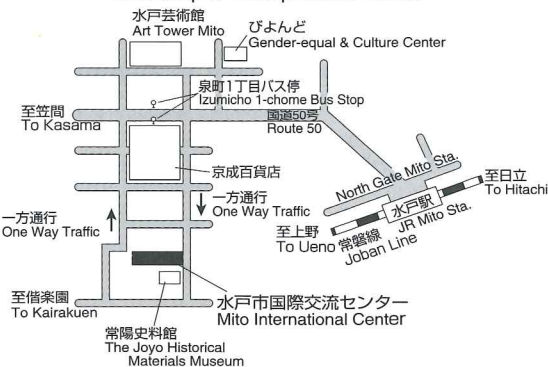 水戸芸術館
Art Tower Mito
びよんど
Gender-equal & Culture Center
泉町1丁目バス停
Izumicho 1-chome Bus Stop
至笠間
To Kasama
国道50号
Route 50
京成百貨店
North Gate Mito Sta.
至日立
To Hitachi
水戸駅
JR Mito Sta.
一方通行
One Way Traffic
一方通行
One Way Traffic
至上野
To Ueno
常磐線
Joban Line
至偕楽園
To Kairakuen
水戸市国際交流センター
Mito International Center
常陽史料館
The Joyo Historical
Materials Museum